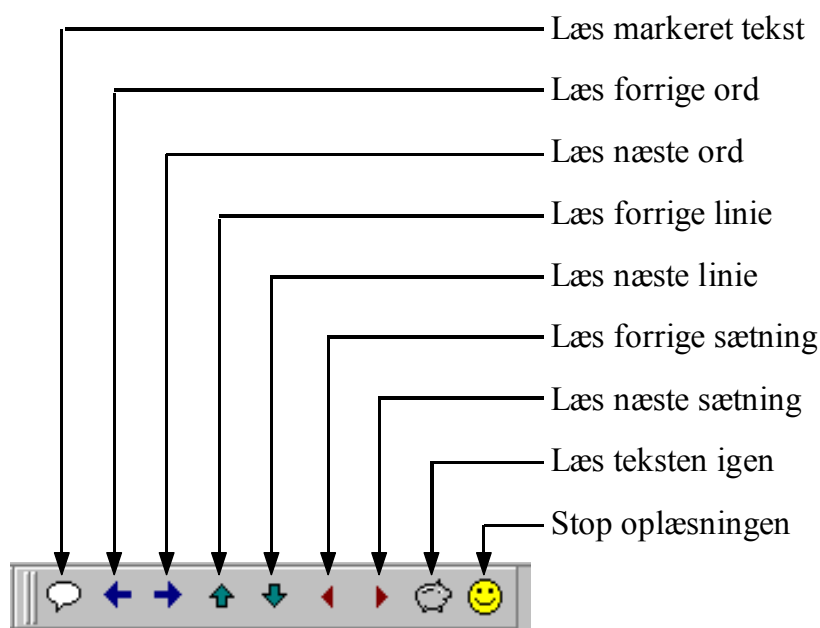 Læs markeret tekst
Læs forrige ord
Læs næste ord
Læs forrige linie
Læs næste linie
Læs forrige sætning
Læs næste sætning
Læs teksten igen
Stop oplæsningen